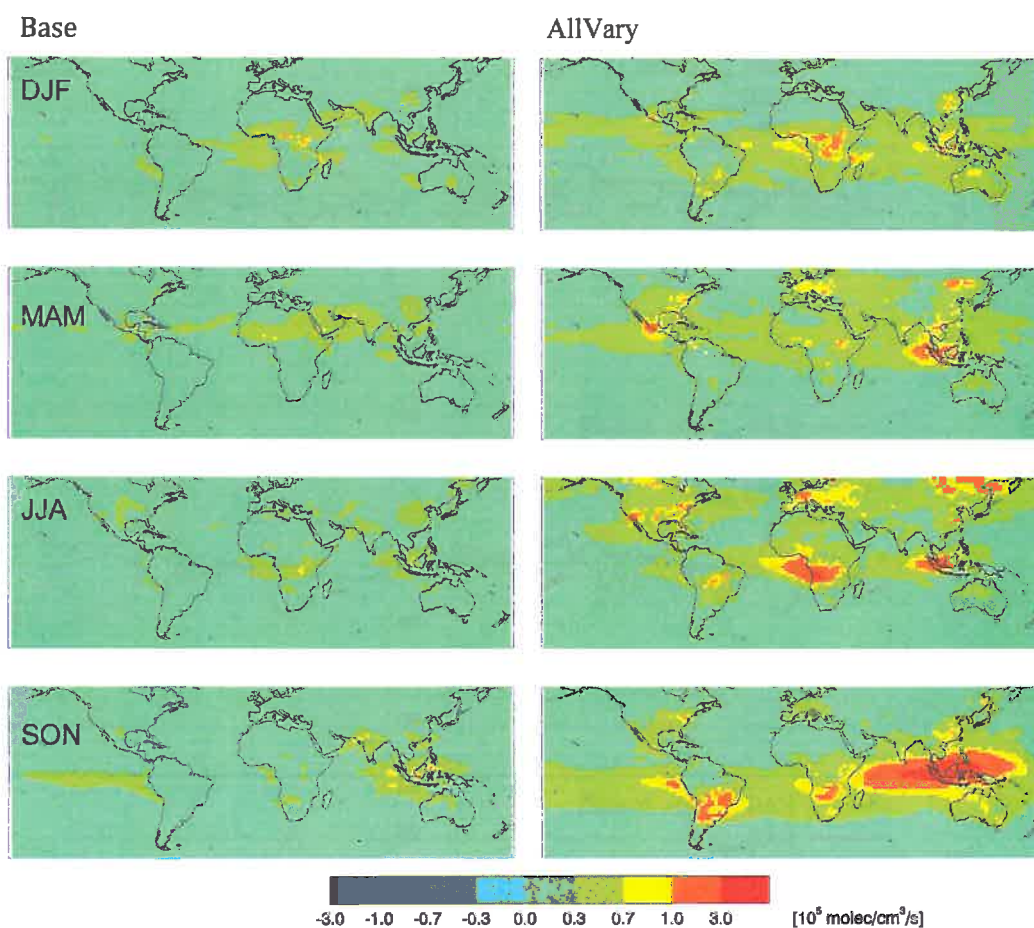 Base
AllVary
DJF
MAM
JJA
SON
-3.0 -1.0 -0.7 -0.3 0.0 0.3 0.7 1.0 3.0 [10⁵ molec/cm³/s]